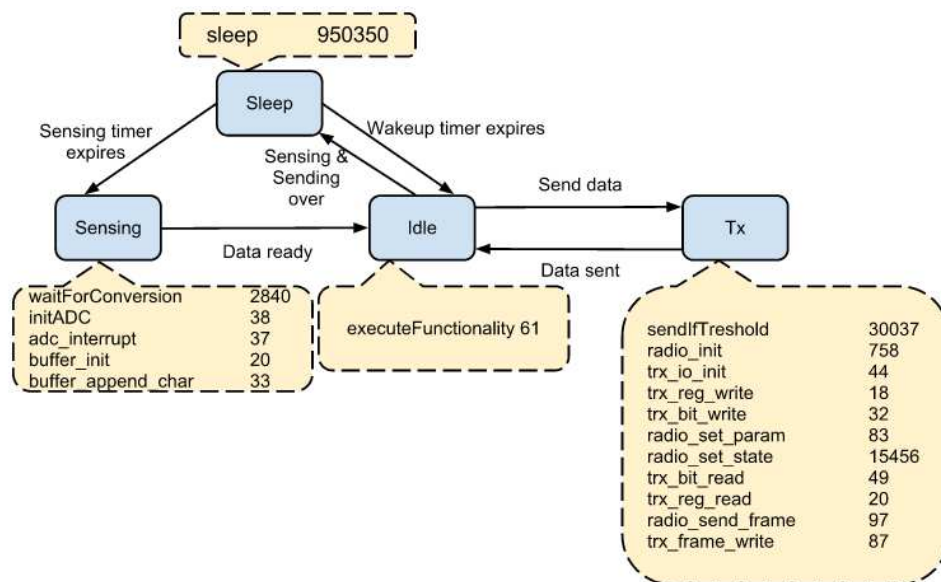 sleep 950350
Sleep
Sensing timer
expires
Wakeup timer expires
Sensing &
Sending
over
Send data
Sensing
Idle
Tx
Data ready
Data sent
waitForConversion 2840
initADC 38
adc_interrupt 37
buffer_init 20
buffer_append_char 33
executeFunctionality 61
sendIfTreshold 30037
radio_init 758
trx_io_init 44
trx_reg_write 18
trx_bit_write 32
radio_set_param 83
radio_set_state 15456
trx_bit_read 49
trx_reg_read 20
radio_send_frame 97
trx_frame_write 87